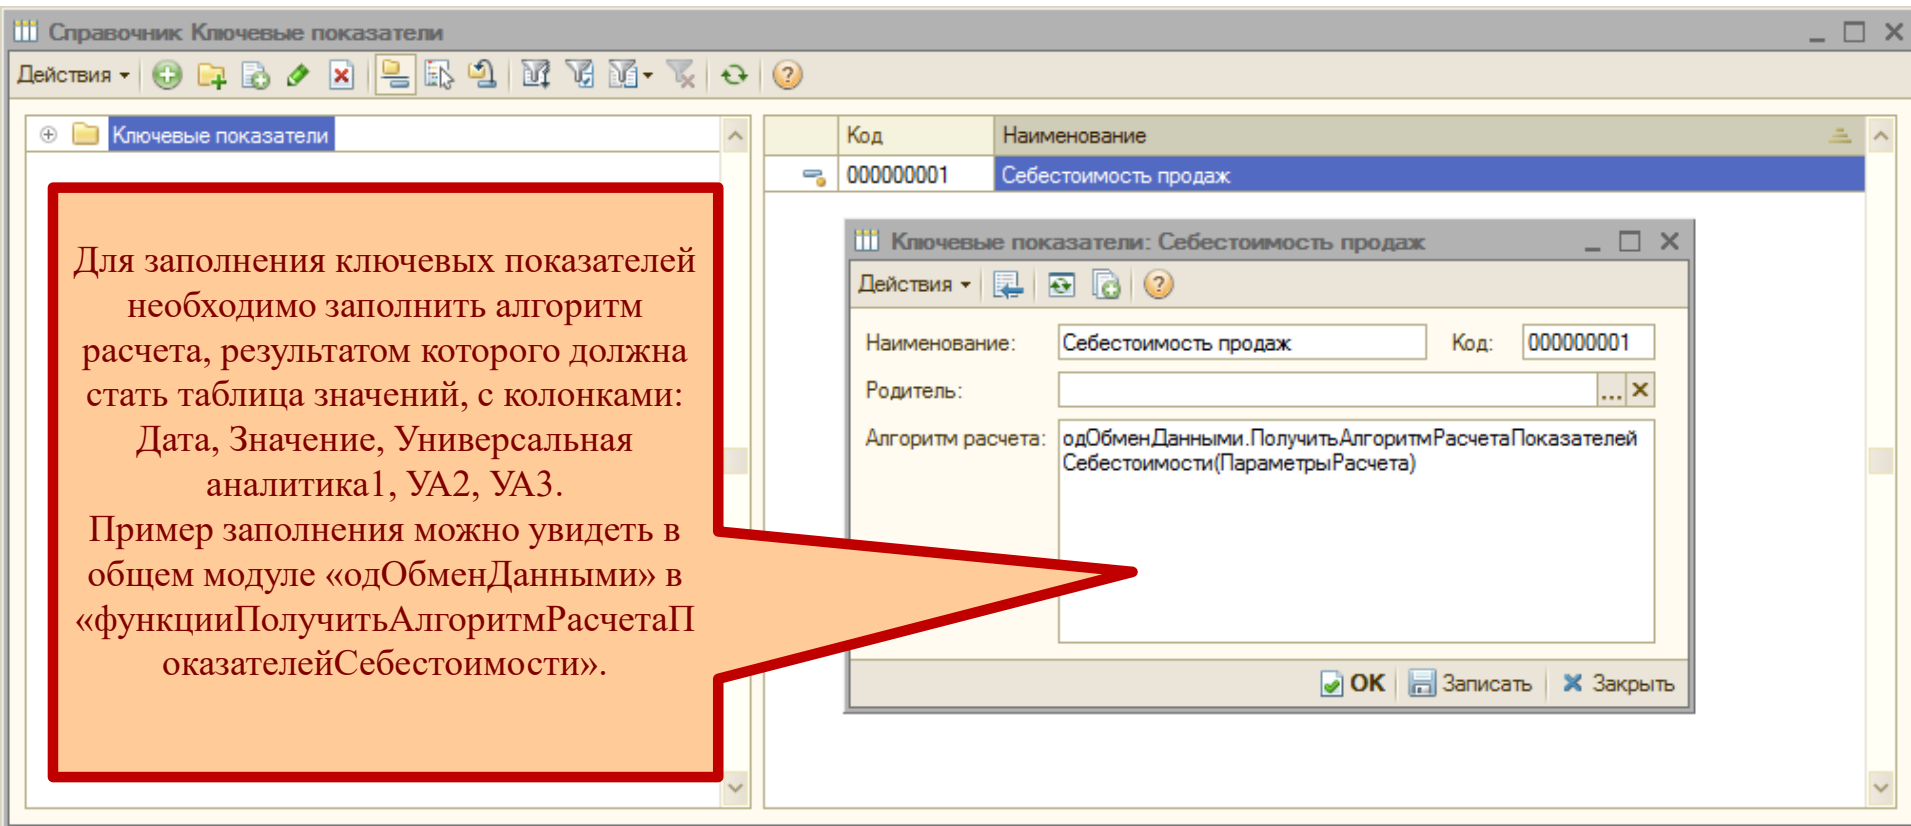 Справочник Ключевые показатели
Действия
Ключевые показатели
Код
Наименование
000000001
Себестоимость продаж
Для заполнения ключевых показателей
необходимо заполнить алгоритм
расчета, результатом которого должна
стать таблица значений, с колонками:
Дата, Значение, Универсальная
аналитика1, УА2, УА3.
Пример заполнения можно увидеть в
общем модуле «одОбменДанными» в
«функцииПолучитьАлгоритмРасчетаП
оказателейСебестоимости».
Ключевые показатели: Себестоимость продаж
Действия
Наименование:
Себестоимость продаж
Код:
000000001
Родитель:
Алгоритм расчета:
одОбменДанными.ПолучитьАлгоритмРасчетаПоказателей
Себестоимости(ПараметрыРасчета)
OK
Записать
Закрыть